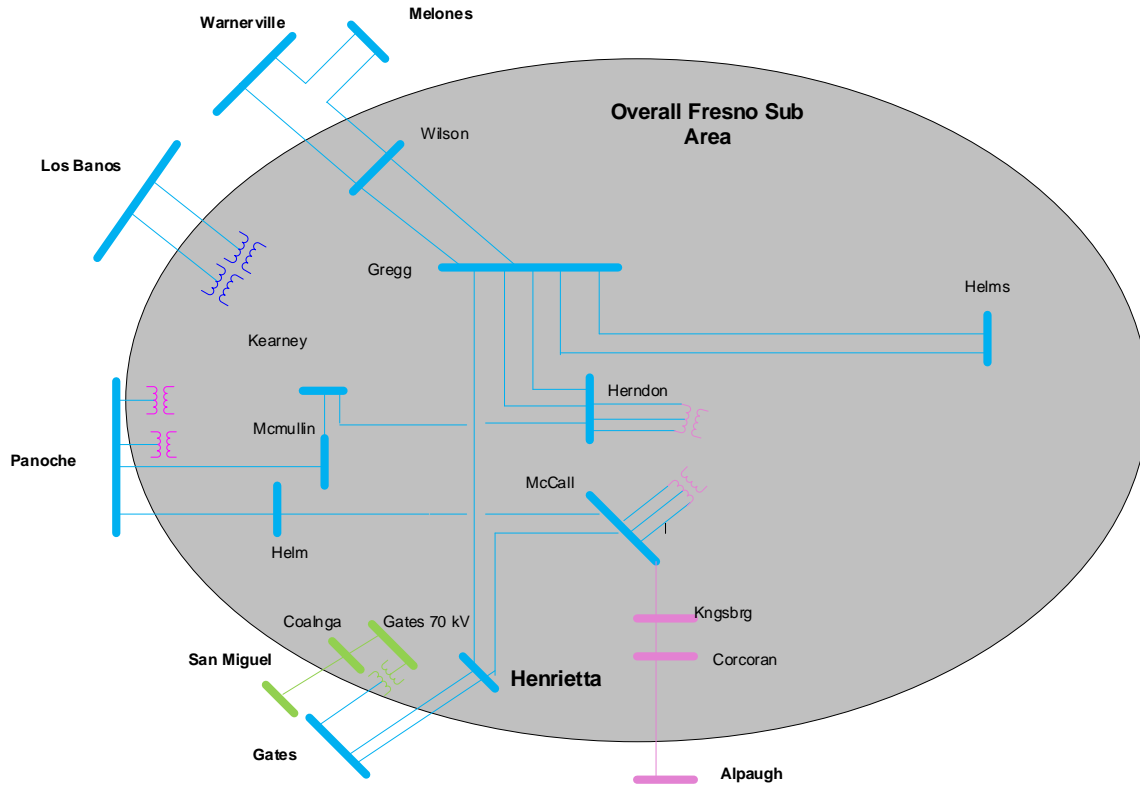 Melones
Warnerville
Overall Fresno Sub
Area
Wilson
Los Banos
Gregg
Helms
Kearney
Herndon
Mcmullin
Panoche
McCall
Helm
Kngsbrg
Coalnga
Gates 70 kV
San Miguel
Corcoran
Henrietta
Gates
Alpaugh